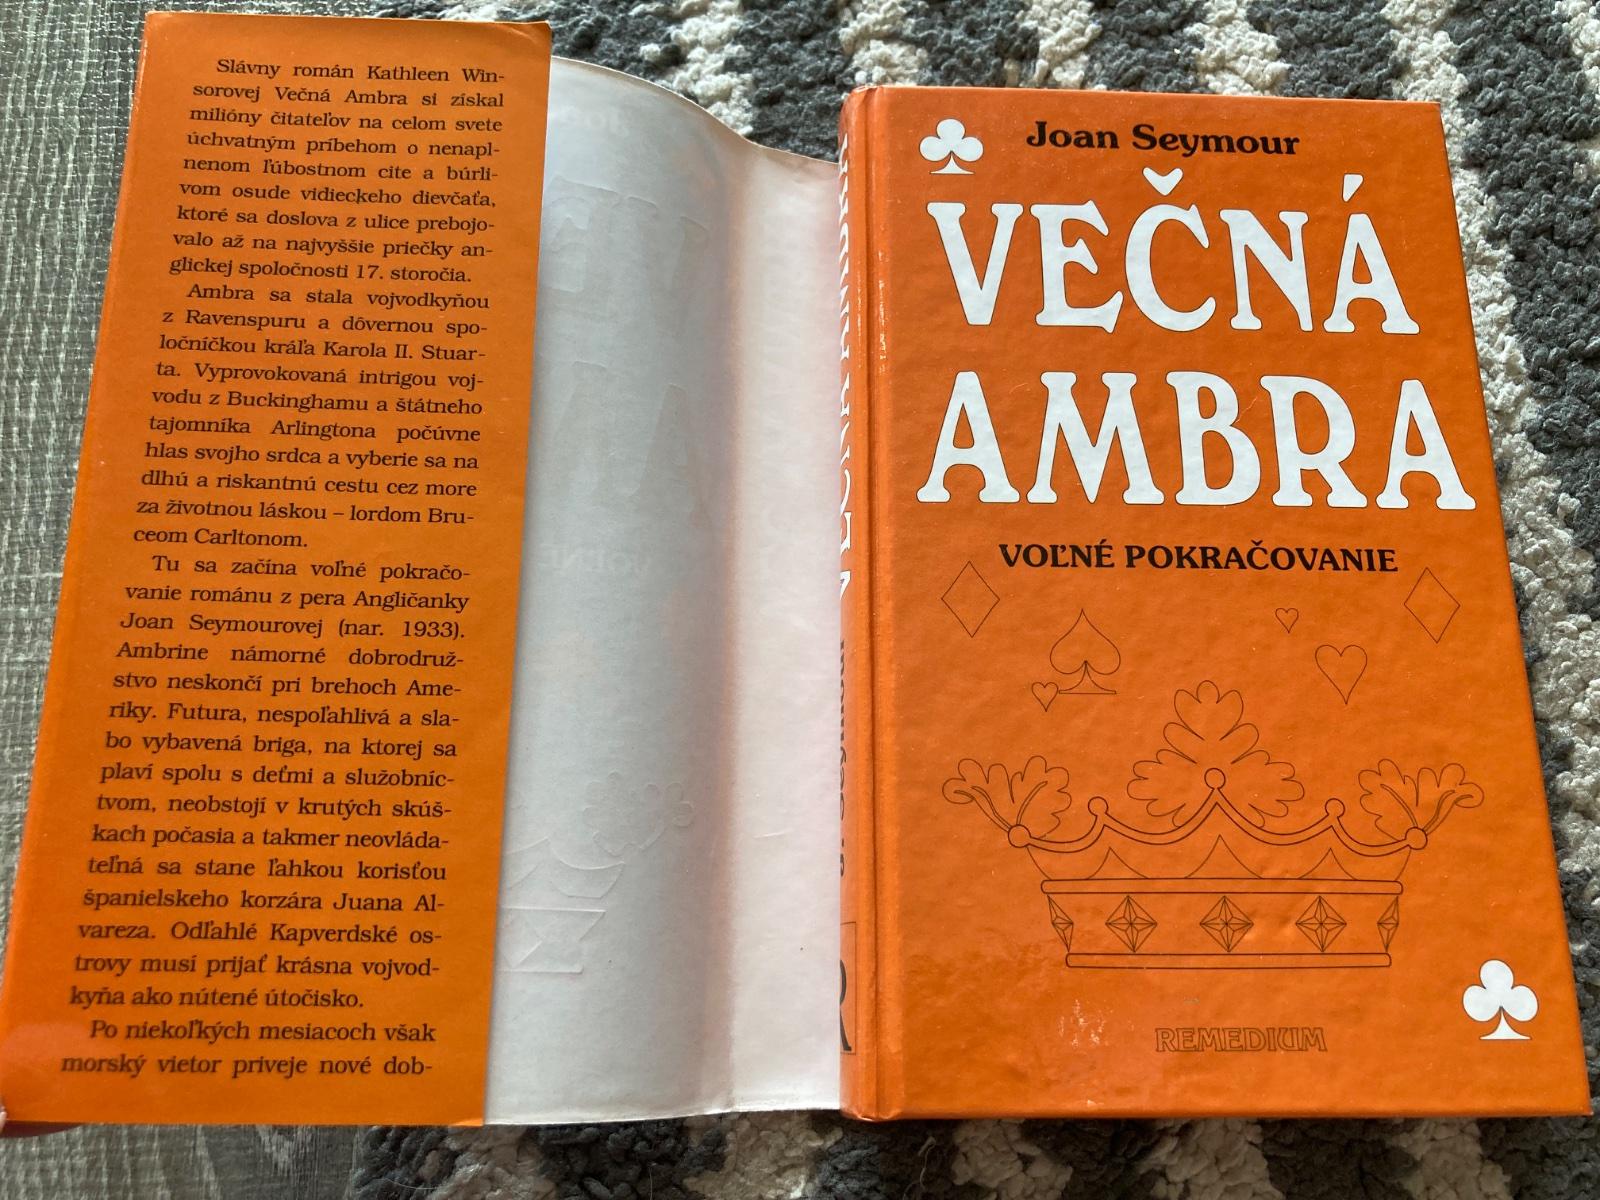 Slávny román Kathleen Win-
sorovej Večná Ambra si získal
milióny čitateľov na celom svete
úchvatným príbehom o nenapl-
nenom ľúbostnom cite a búrli-
vom osude vidieckeho dievčaťa,
ktoré sa doslova z ulice prebojo-
valo až na najvyššie priečky an-
glickej spoločnosti 17. storočia.
Ambra sa stala vojvodkyňou
z Ravenspuru a dôvernou spo-
ločníčkou kráľa Karola II. Stuar-
ta. Vyprovokovaná intrigou voj-
vodu z Buckinghamu a štátneho
tajomníka Arlingtona počúvne
hlas svojho srdca a vyberie sa na
dlhú a riskantnú cestu cez more
za životnou láskou – lordom Bru-
ceom Carltonom.
Tu sa začína voľné pokračo-
vanie románu z pera Angličanky
Joan Seymourovej (nar. 1933).
Ambrine námorné dobrodruž-
stvo neskončí pri brehoch Ame-
riky. Futura, nespoľahlivá a sla-
bo vybavená briga, na ktorej sa
plaví spolu s deťmi a služobníc-
tvom, neobstojí v krutých skúš-
kach počasia a takmer neovláda-
teľná sa stane ľahkou korisťou
španielskeho korzára Juana Al-
vareza. Odľahlé Kapverdské os-
trovy musí prijať krásna vojvod-
kyňa ako nútené útočisko.
Po niekoľkých mesiacoch však
morský vietor priveje nové dob-
Joan Seymour
VEČNÁ
AMBRA
VOĽNÉ POKRAČOVANIE
REMEDIUM